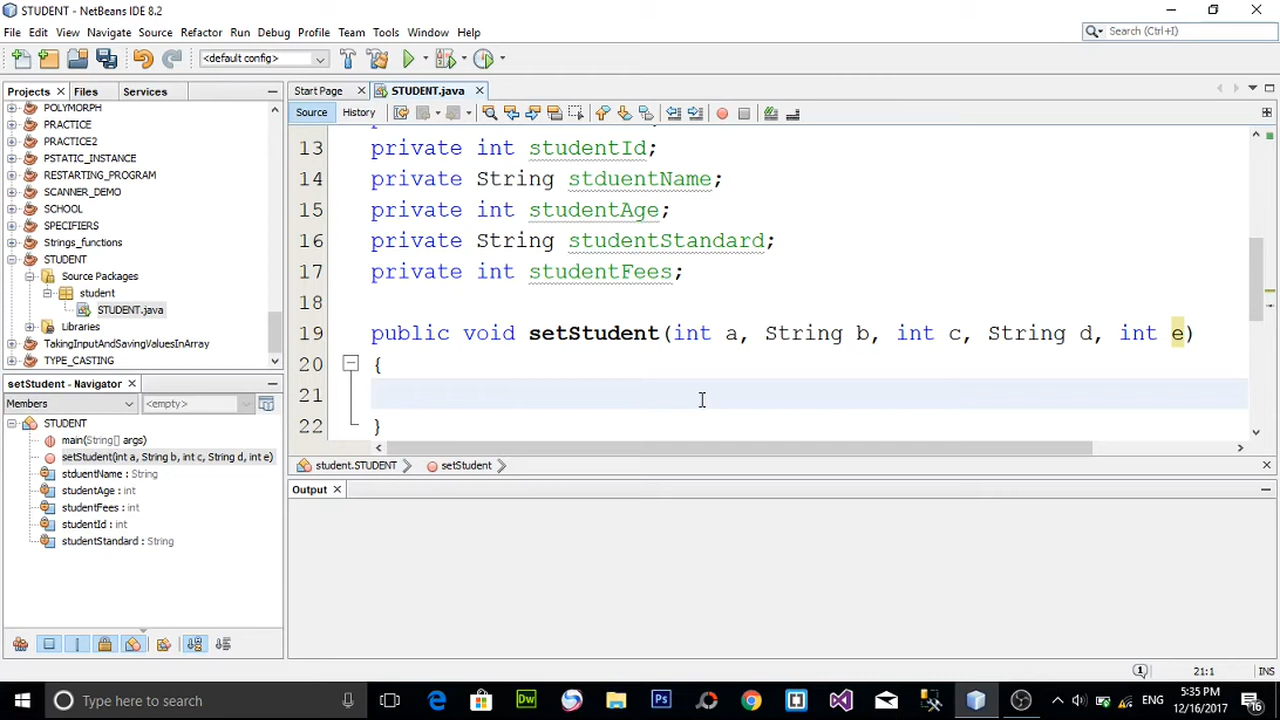 STUDENT - NetBeans IDE 8.2
File Edit View Navigate Source Refactor Run Debug Profile Team Tools Window Help
Search (Ctrl+I)
<default config>
Projects Files Services
POLYMORPH
PRACTICE
PRACTICE2
PSTATIC_INSTANCE
RESTARTING_PROGRAM
SCANNER_DEMO
SCHOOL
SPECIFIERS
Strings_functions
STUDENT
Source Packages
student
STUDENT.java
Libraries
TakingInputAndSavingValuesInArray
TYPE_CASTING
setStudent - Navigator
Members <empty>
STUDENT
main(String[] args)
setStudent(int a, String b, int c, String d, int e)
stduentName : String
studentAge : int
studentFees : int
studentId : int
studentStandard : String
Start Page STUDENT.java
Source History
13 private int studentId;
14 private String stduentName;
15 private int studentAge;
16 private String studentStandard;
17 private int studentFees;
18
19 public void setStudent(int a, String b, int c, String d, int e)
20 {
21
22 }
student.STUDENT setStudent
Output
1 21:1 INS
Type here to search
Dw
Ps
ENG
5:35 PM
12/16/2017
16